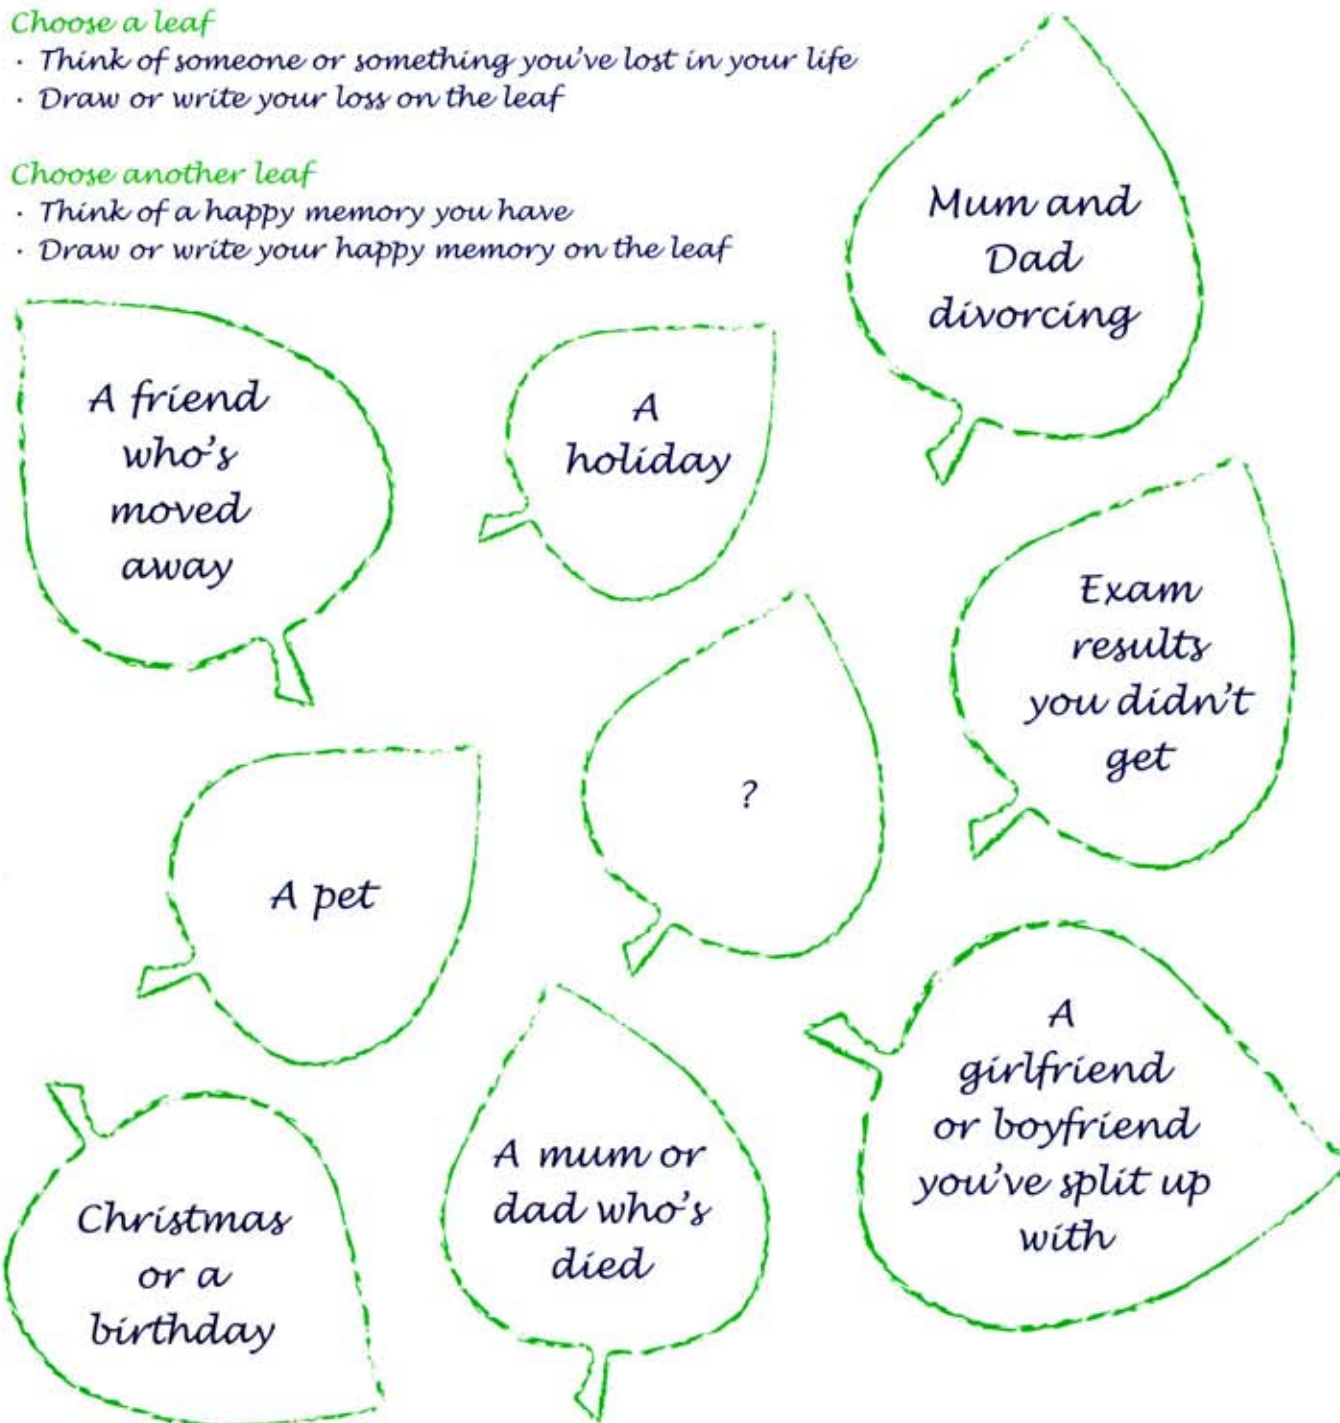 Choose a leaf
· Think of someone or something you've lost in your life
· Draw or write your loss on the leaf
Choose another leaf
· Think of a happy memory you have
· Draw or write your happy memory on the leaf
Mum and
Dad
divorcing
A friend
who's
moved
away
A
holiday
Exam
results
you didn't
get
?
A pet
A
girlfriend
or boyfriend
you've split up
with
A mum or
dad who's
died
Christmas
or a
birthday